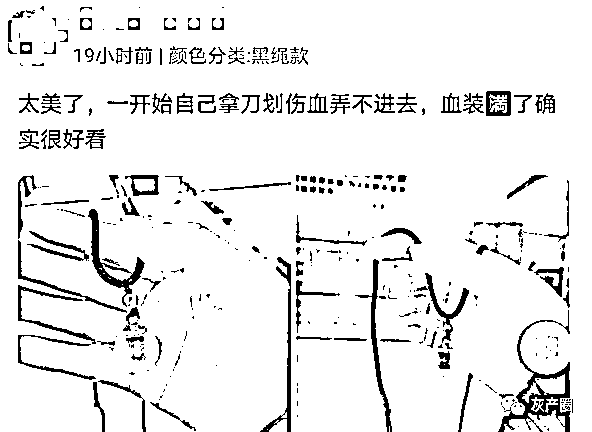 19小时前 | 颜色分类:黑绳款
太美了，一开始自己拿刀划伤血弄不进去，血装满了确
实很好看
灰产圈